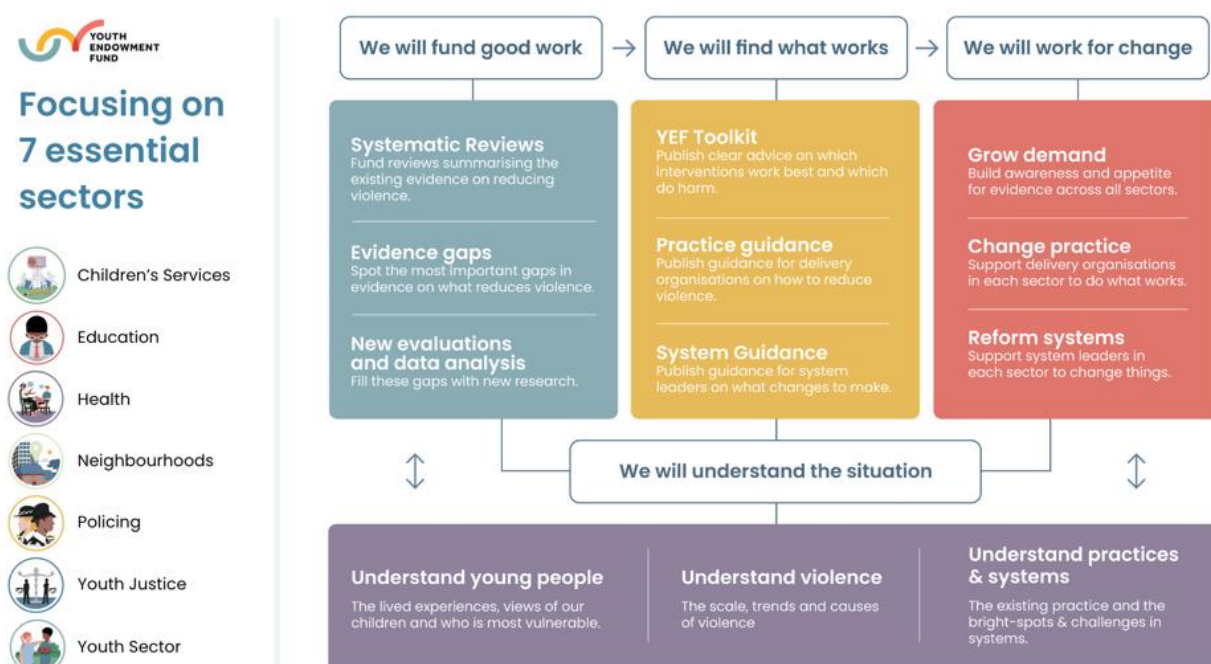 YOUTH
ENDOWMENT
FUND
Focusing on
7 essential
sectors
Children's Services
Education
Health
Neighbourhoods
Policing
Youth Justice
Youth Sector
We will fund good work
We will find what works
We will work for change
Systematic Reviews
Fund reviews summarising the
existing evidence on reducing
violence.
Evidence gaps
Spot the most important gaps in
evidence on what reduces violence.
New evaluations
and data analysis
Fill these gaps with new research.
YEF Toolkit
Publish clear advice on which
interventions work best and which
do harm.
Practice guidance
Publish guidance for delivery
organisations on how to reduce
violence.
System Guidance
Publish guidance for system
leaders on what changes to make.
Grow demand
Build awareness and appetite
for evidence across all sectors.
Change practice
Support delivery organisations
in each sector to do what works.
Reform systems
Support system leaders in
each sector to change things.
We will understand the situation
Understand young people
The lived experiences, views of our
children and who is most vulnerable.
Understand violence
The scale, trends and causes
of violence
Understand practices
& systems
The existing practice and the
bright-spots & challenges in
systems.